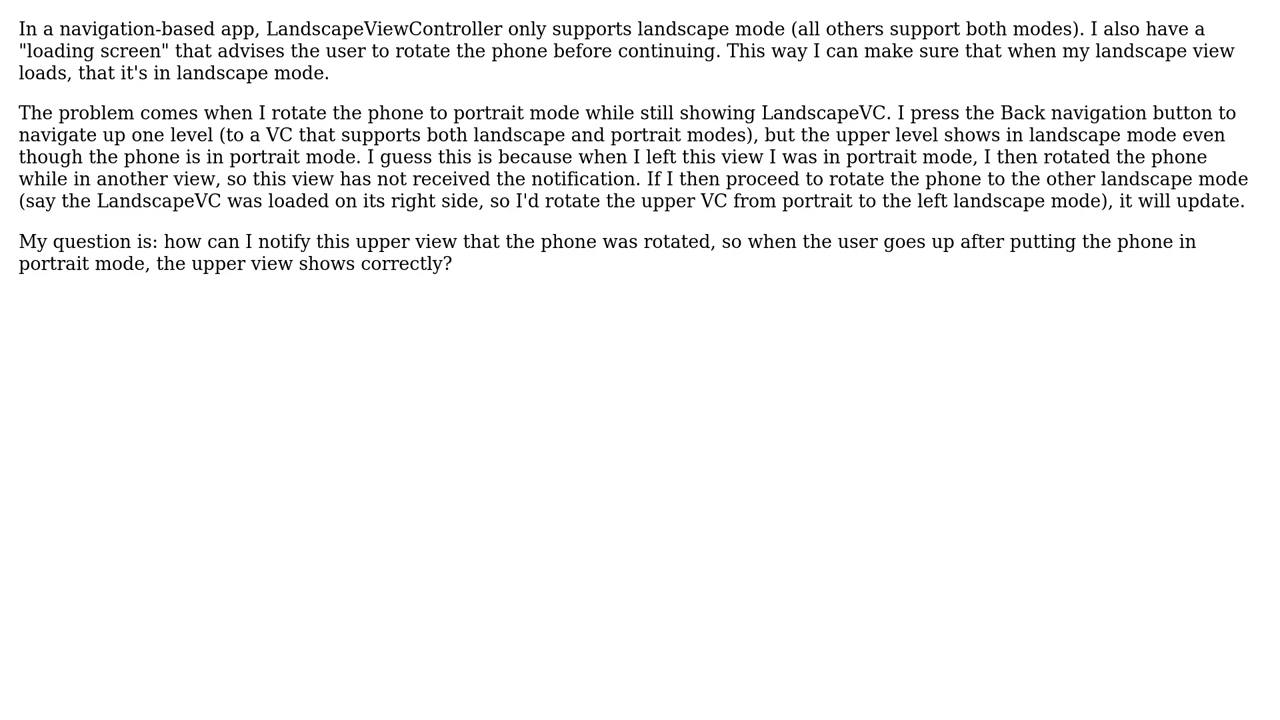 In a navigation-based app, LandscapeViewController only supports landscape mode (all others support both modes). I also have a
"loading screen" that advises the user to rotate the phone before continuing. This way I can make sure that when my landscape view
loads, that it's in landscape mode.
The problem comes when I rotate the phone to portrait mode while still showing LandscapeVC. I press the Back navigation button to
navigate up one level (to a VC that supports both landscape and portrait modes), but the upper level shows in landscape mode even
though the phone is in portrait mode. I guess this is because when I left this view I was in portrait mode, I then rotated the phone
while in another view, so this view has not received the notification. If I then proceed to rotate the phone to the other landscape mode
(say the LandscapeVC was loaded on its right side, so I'd rotate the upper VC from portrait to the left landscape mode), it will update.
My question is: how can I notify this upper view that the phone was rotated, so when the user goes up after putting the phone in
portrait mode, the upper view shows correctly?